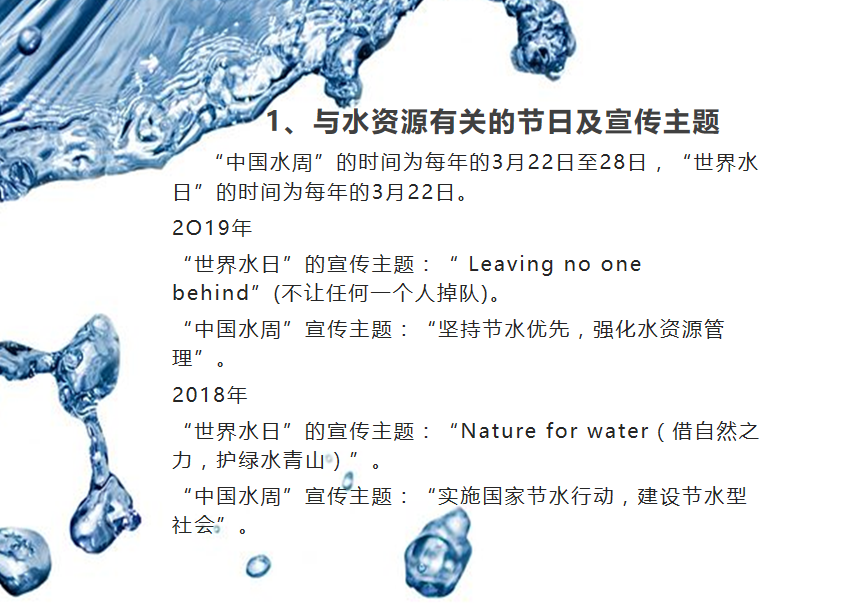 1、与水资源有关的节日及宣传主题
“中国水周”的时间为每年的3月22日至28日，“世界水
日”的时间为每年的3月22日。
2O19年
“世界水日”的宣传主题：“ Leaving no one
behind”(不让任何一个人掉队)。
“中国水周”宣传主题：“坚持节水优先，强化水资源管
理”。
2018年
“世界水日”的宣传主题：“Nature for water（借自然之
力，护绿水青山）”。
“中国水周”宣传主题：“实施国家节水行动，建设节水型
社会”。